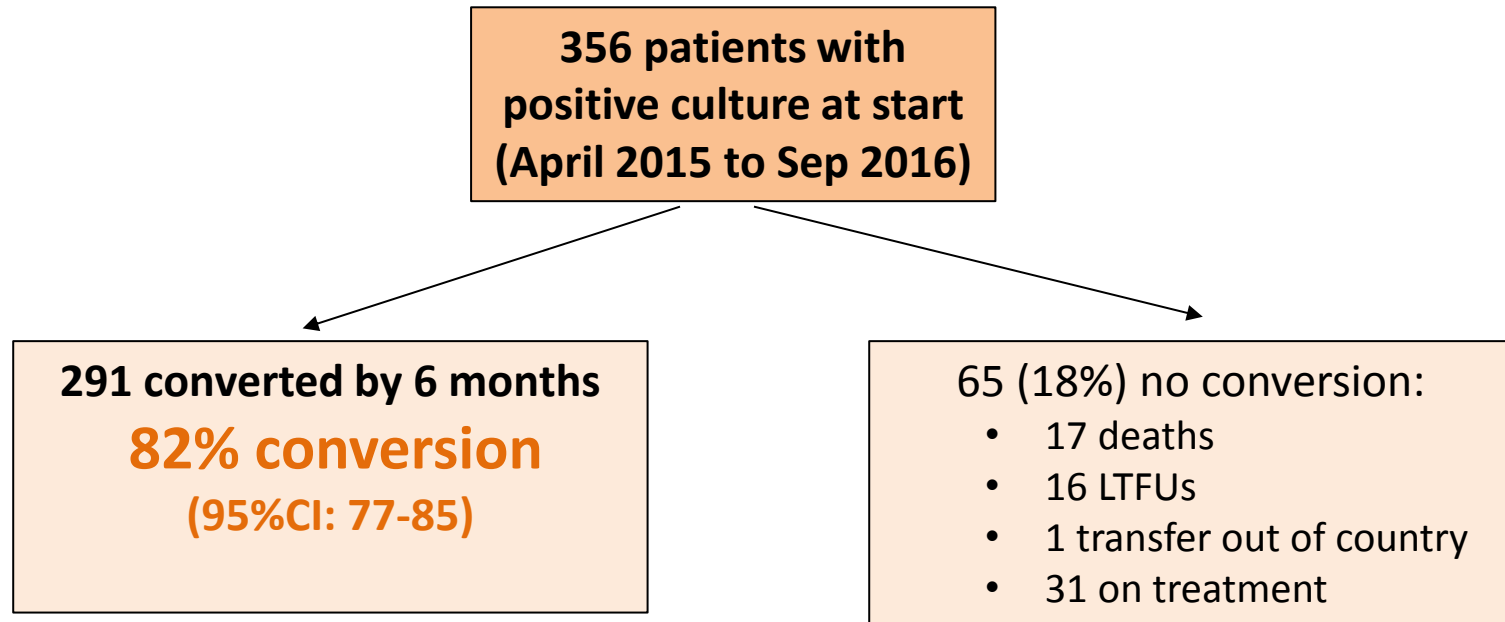 356 patients with
positive culture at start
(April 2015 to Sep 2016)
291 converted by 6 months
82% conversion
(95%CI: 77-85)
65 (18%) no conversion:
• 17 deaths
• 16 LTFUs
• 1 transfer out of country
• 31 on treatment